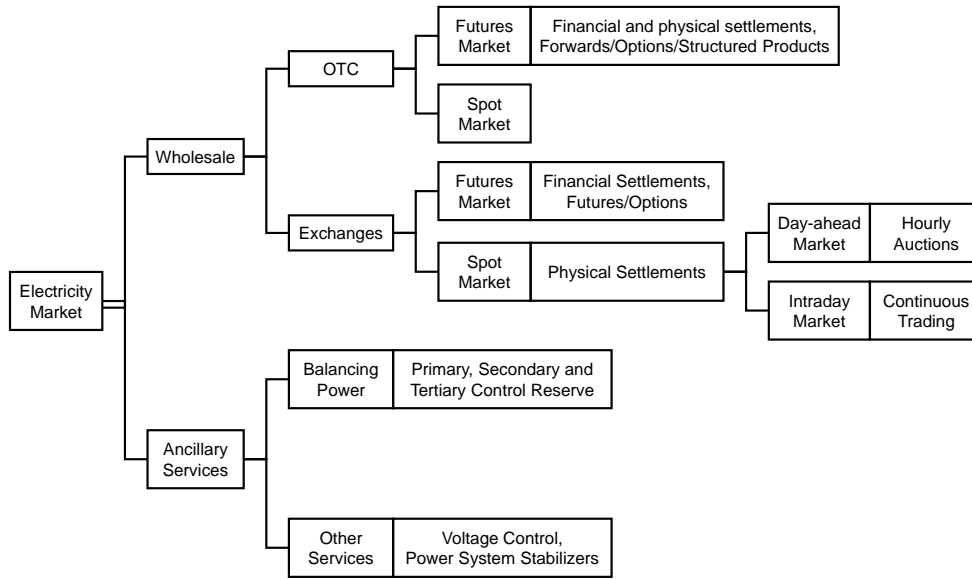 Futures
Market
Financial and physical settlements,
Forwards/Options/Structured Products
OTC
Spot
Market
Wholesale
Futures
Market
Financial Settlements,
Futures/Options
Exchanges
Day-ahead
Market
Hourly
Auctions
Spot
Market
Physical Settlements
Electricity
Market
Intraday
Market
Continuous
Trading
Balancing
Power
Primary, Secondary and
Tertiary Control Reserve
Ancillary
Services
Other
Services
Voltage Control,
Power System Stabilizers